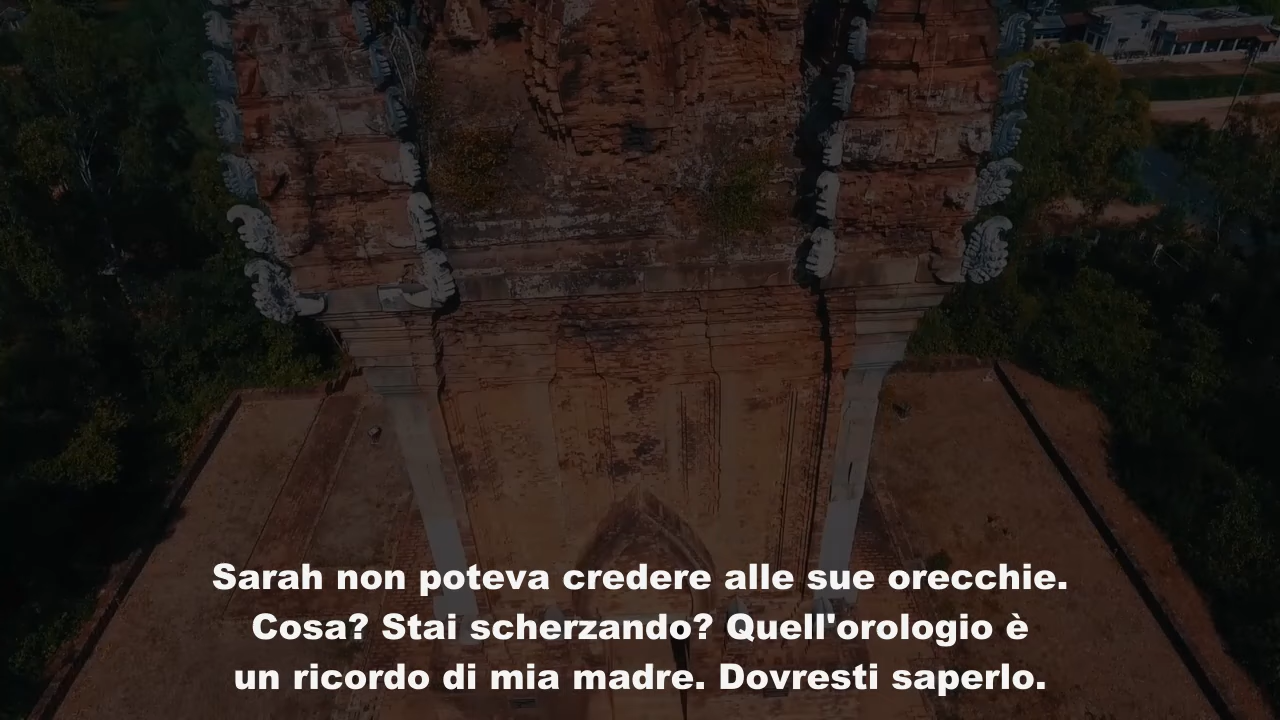 Sarah non poteva credere alle sue orecchie.
Cosa? Stai scherzando? Quell'orologio è
un ricordo di mia madre. Dovresti saperlo.